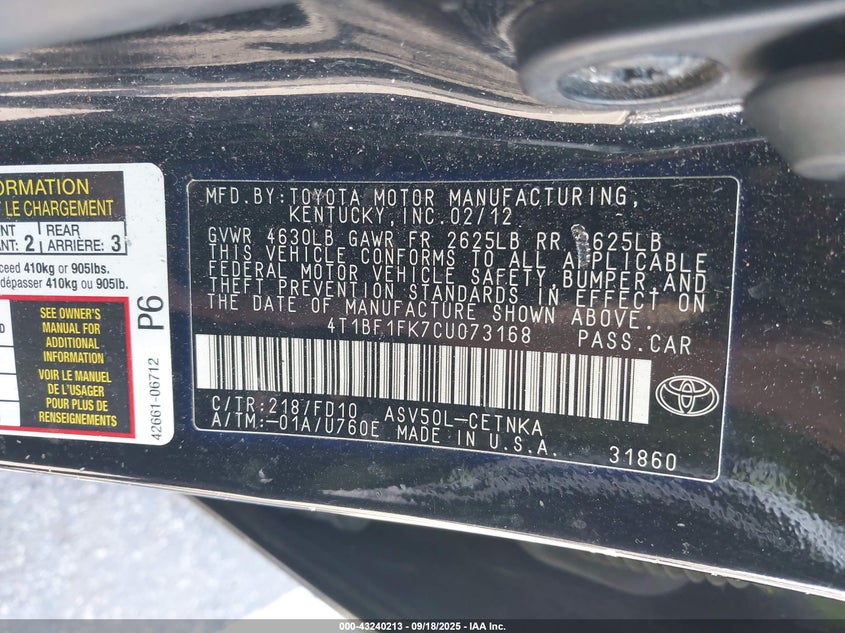 ORMATION
LE CHARGEMENT
NT 2 REAR
ANT: ARRIÈRE: 3
ceed 410kg or 905lbs.
dépasser 410kg ou 905lb.
SEE OWNER'S
MANUAL FOR
ADDITIONAL
INFORMATION
VOIR LE MANUEL
DE L'USAGER
POUR PLUS DE
RENSEIGNEMENTS
P6
42661-06712
MFD.BY:TOYOTA MOTOR MANUFACTURING,
KENTUCKY, INC.02/12
GVWR 4630LB GAWR FR 2625LB RR 2625LB
THIS VEHICLE CONFORMS TO ALL APPLICABLE
FEDERAL MOTOR VEHICLE SAFETY, BUMPER, AND
THEFT PREVENTION STANDARDS IN EFFECT ON
THE DATE OF MANUFACTURE SHOWN ABOVE.
4T1BF1FK7CU073168 PASS.CAR
C/TR:218/FD10 ASV50L-CETNKA
A/TM:-01A/U760E MADE IN U.S.A.
31860
000-43240213 - 09/18/2025 - IAA Inc.